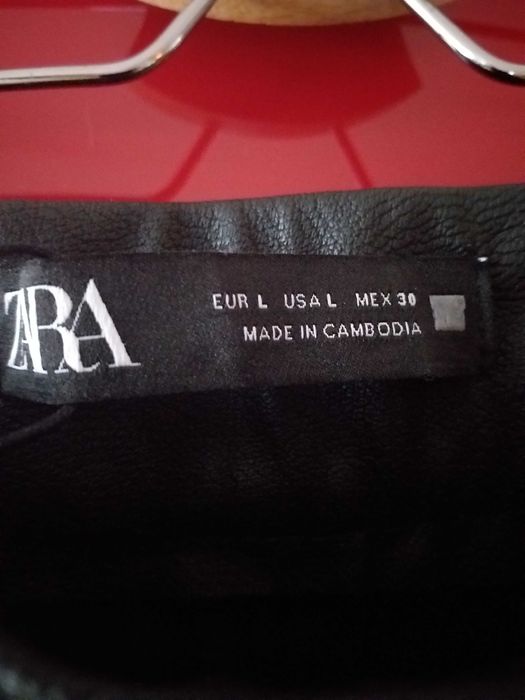 ZARA
EUR L USA L MEX 30
MADE IN CAMBODIA